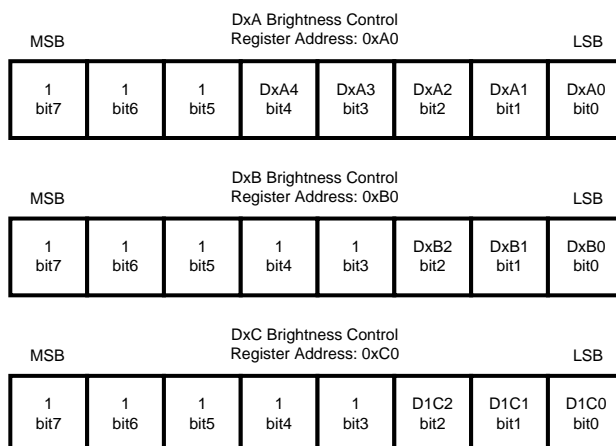 DxA Brightness Control
MSB Register Address: 0xA0 LSB
1 1 1 DxA4 DxA3 DxA2 DxA1 DxA0
bit7 bit6 bit5 bit4 bit3 bit2 bit1 bit0
DxB Brightness Control
MSB Register Address: 0xB0 LSB
1 1 1 1 1 DxB2 DxB1 DxB0
bit7 bit6 bit5 bit4 bit3 bit2 bit1 bit0
DxC Brightness Control
MSB Register Address: 0xC0 LSB
1 1 1 1 1 D1C2 D1C1 D1C0
bit7 bit6 bit5 bit4 bit3 bit2 bit1 bit0